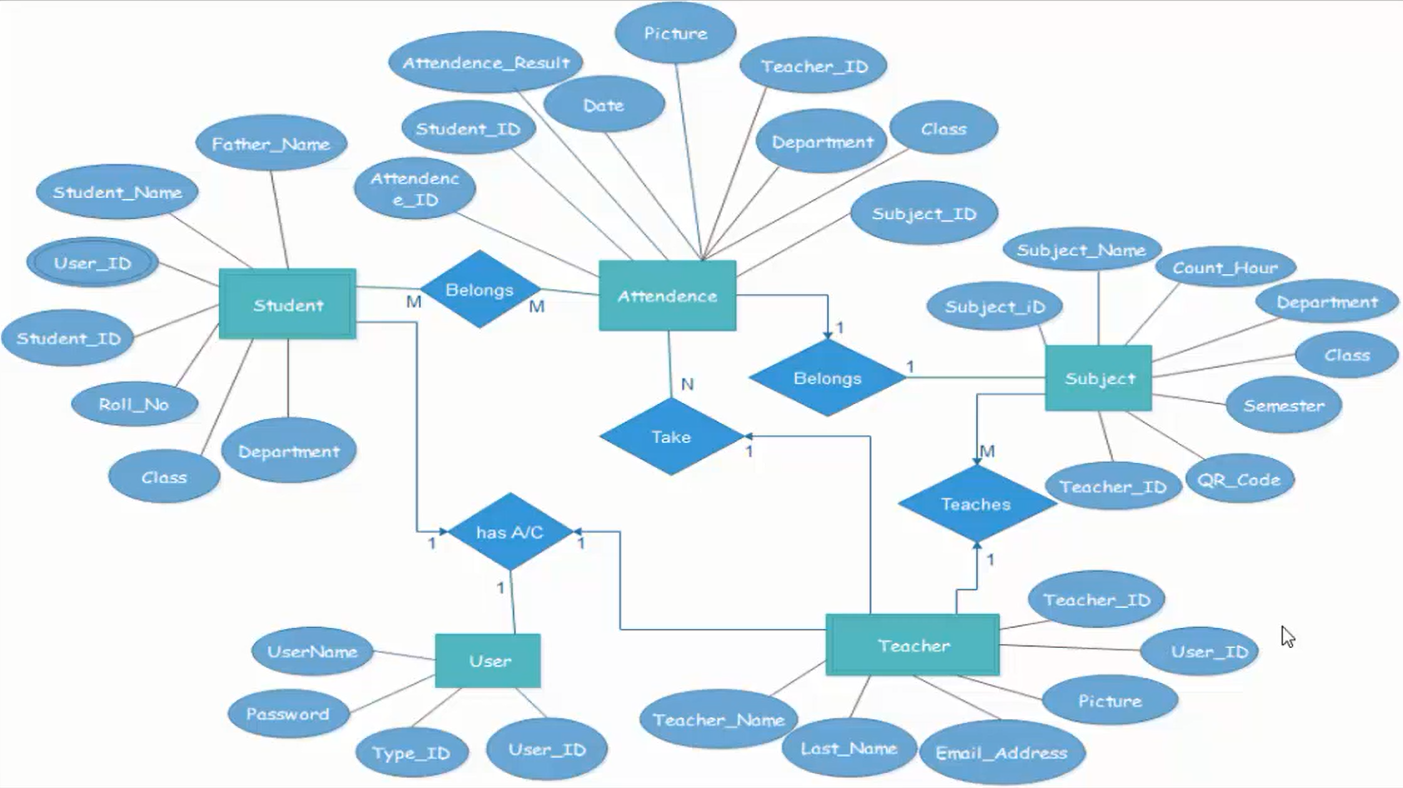 Picture
Attendence_Result
Teacher_ID
Date
Student_ID
Department
Class
Father_Name
Attendenc
e_ID
Student_Name
Subject_ID
User_ID
Subject_Name
Count_Hour
Student
Belongs
Attendence
M
M
Subject_iD
Department
Student_ID
1
Class
Belongs
1
Subject
N
Roll_No
Semester
Take
1
Department
M
Class
Teaches
Teacher_ID
QR_Code
has A/C
1
1
1
1
Teacher_ID
UserName
User
Teacher
User_ID
Password
Picture
Teacher_Name
Type_ID
User_ID
Last_Name
Email_Address